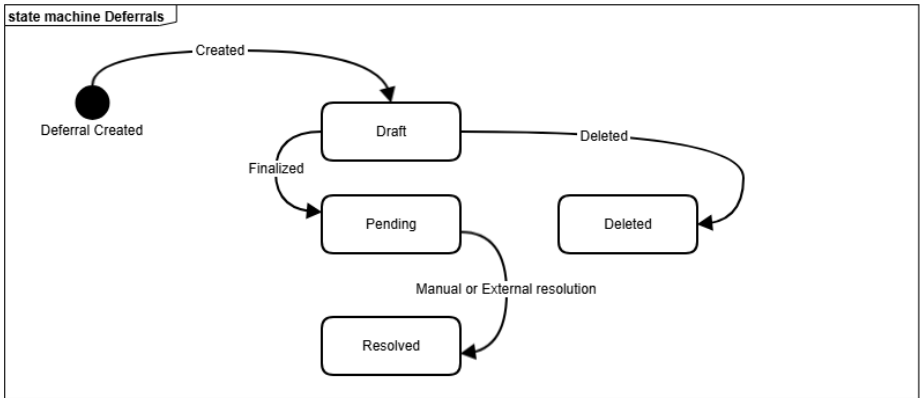 state machine Deferrals
Created
Deferral Created
Draft
Deleted
Finalized
Pending
Deleted
Manual or External resolution
Resolved